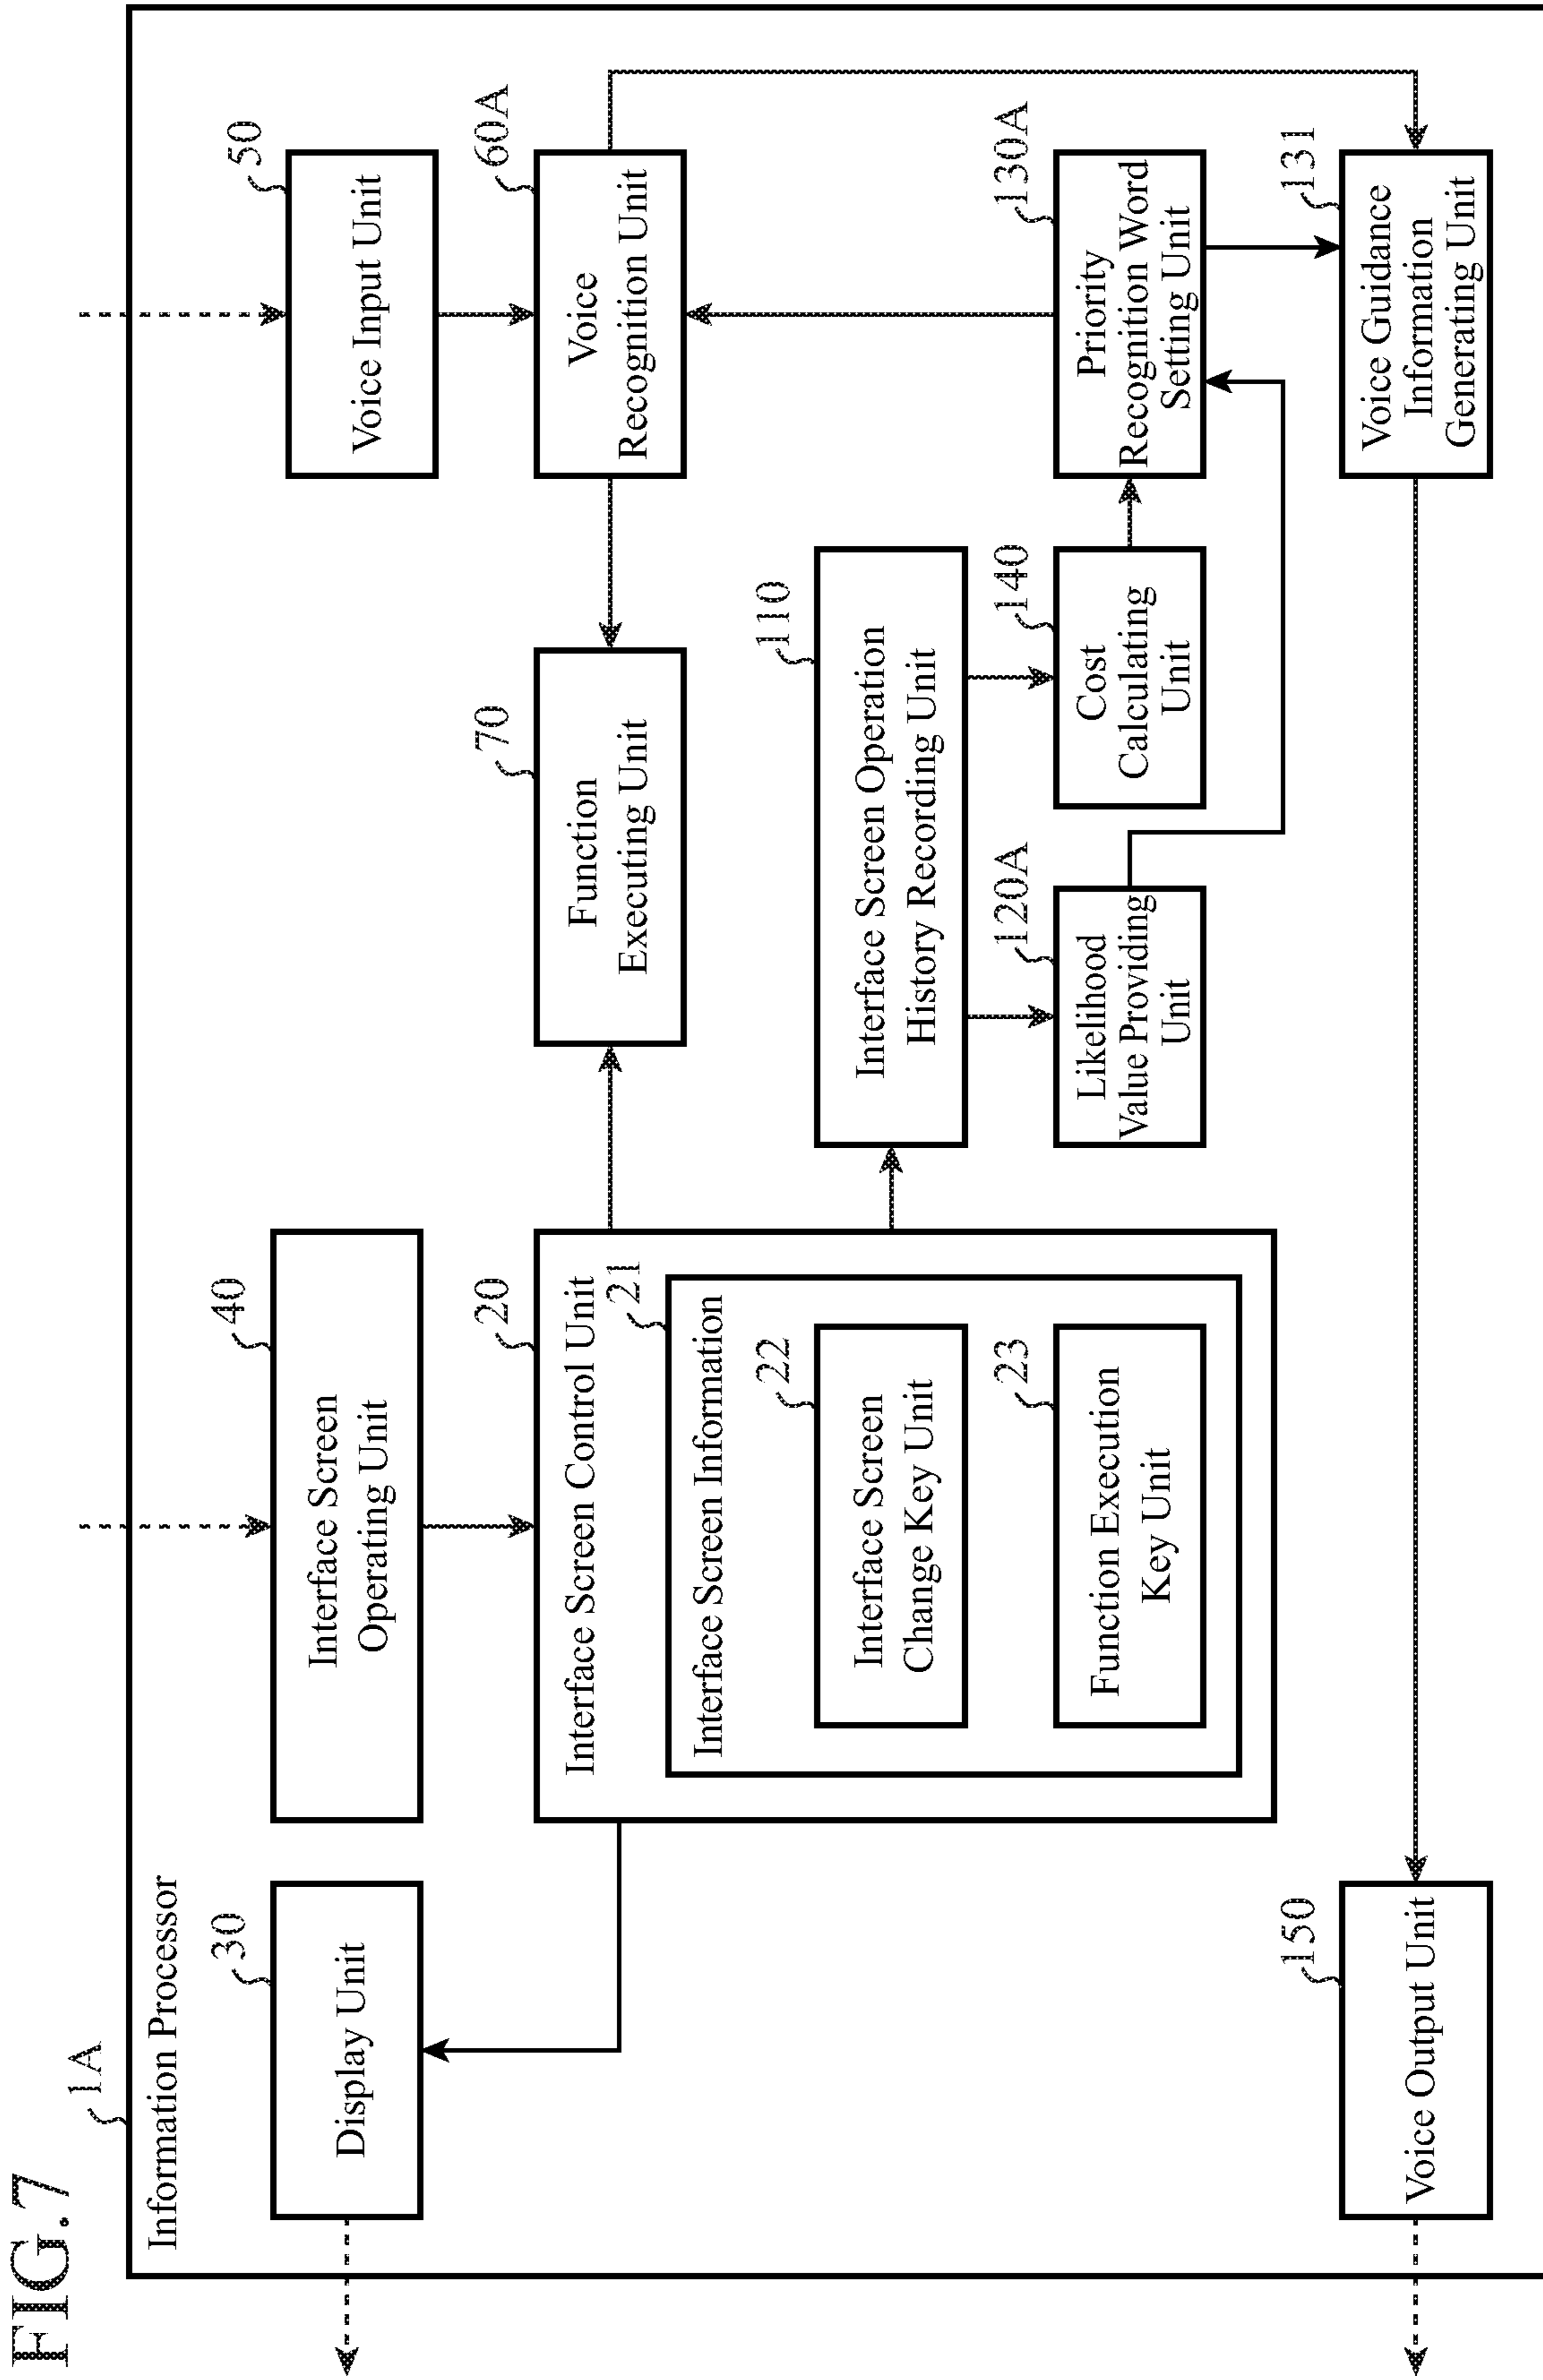 FIG.7
1A
Information Processor
30
Display Unit
40
Interface Screen
Operating Unit
50
Voice Input Unit
20
Interface Screen Control Unit
21
Interface Screen Information
22
Interface Screen
Change Key Unit
23
Function Execution
Key Unit
70
Function
Executing Unit
60A
Voice
Recognition Unit
110
Interface Screen Operation
History Recording Unit
120A
Likelihood
Value Providing
Unit
140
Cost
Calculating
Unit
130A
Priority
Recognition Word
Setting Unit
150
Voice Output Unit
131
Voice Guidance
Information
Generating Unit